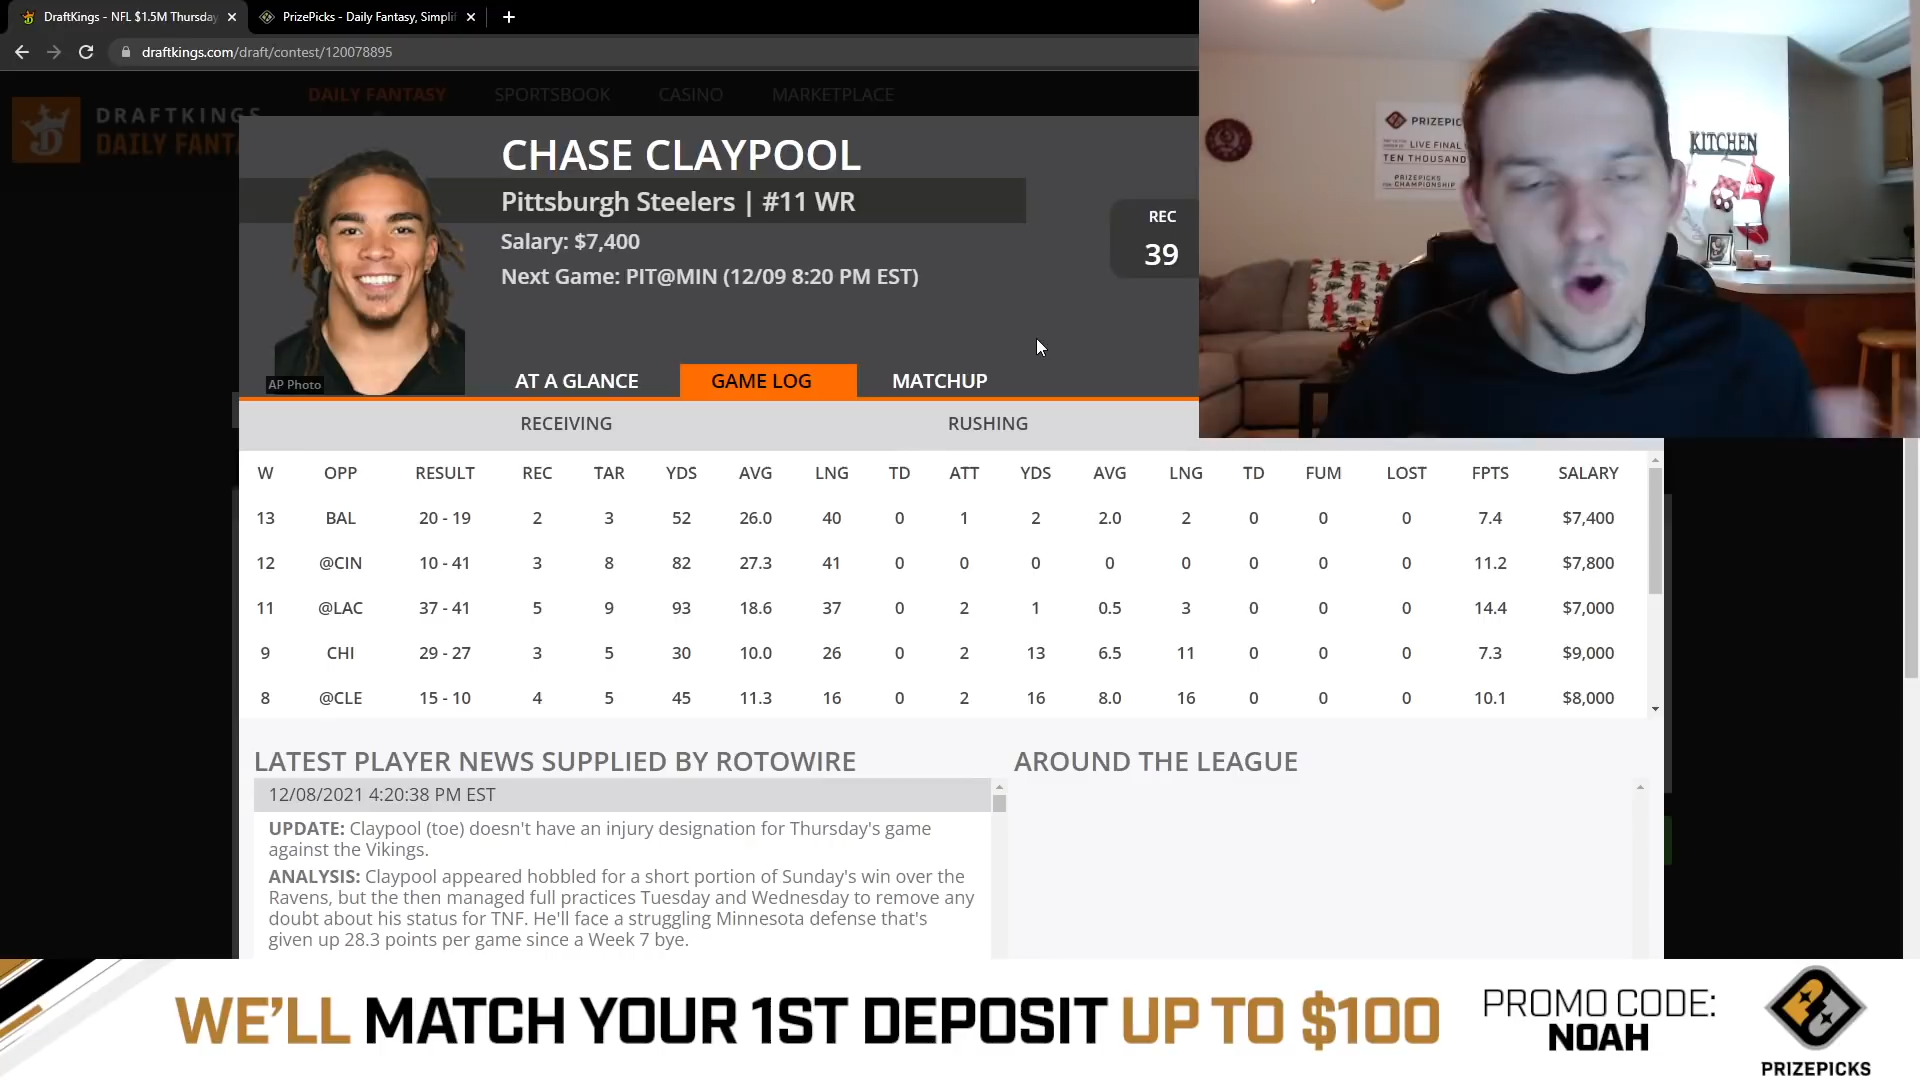 DraftKings - NFL $1.5M Thursday
PrizePicks - Daily Fantasy, Simplif
draftkings.com/draft/contest/120078895
DRAFTKINGS
DAILY FANTA
DAILY FANTASY SPORTSBOOK CASINO MARKETPLACE
CHASE CLAYPOOL
Pittsburgh Steelers | #11 WR
Salary: $7,400
Next Game: PIT@MIN (12/09 8:20 PM EST)
REC
39
AP Photo
AT A GLANCE GAME LOG MATCHUP
PRIZEPIC
LIVE FINAL
TEN THOUSAND
PRIZEPICKS
CHAMPIONSHIP
KITCHEN
RECEIVING RUSHING
W OPP RESULT REC TAR YDS AVG LNG TD ATT YDS AVG LNG TD FUM LOST FPTS SALARY
13 BAL 20 - 19 2 3 52 26.0 40 0 1 2 2.0 2 0 0 0 7.4 $7,400
12 @CIN 10 - 41 3 8 82 27.3 41 0 0 0 0 0 0 0 0 11.2 $7,800
11 @LAC 37 - 41 5 9 93 18.6 37 0 2 1 0.5 3 0 0 0 14.4 $7,000
9 CHI 29 - 27 3 5 30 10.0 26 0 2 13 6.5 11 0 0 0 7.3 $9,000
8 @CLE 15 - 10 4 5 45 11.3 16 0 2 16 8.0 16 0 0 0 10.1 $8,000
LATEST PLAYER NEWS SUPPLIED BY ROTOWIRE
12/08/2021 4:20:38 PM EST
UPDATE: Claypool (toe) doesn't have an injury designation for Thursday's game
against the Vikings.
ANALYSIS: Claypool appeared hobbled for a short portion of Sunday's win over the
Ravens, but the then managed full practices Tuesday and Wednesday to remove any
doubt about his status for TNF. He'll face a struggling Minnesota defense that's
given up 28.3 points per game since a Week 7 bye.
AROUND THE LEAGUE
WE'LL MATCH YOUR 1ST DEPOSIT UP TO $100
PROMO CODE:
NOAH
PRIZEPICKS